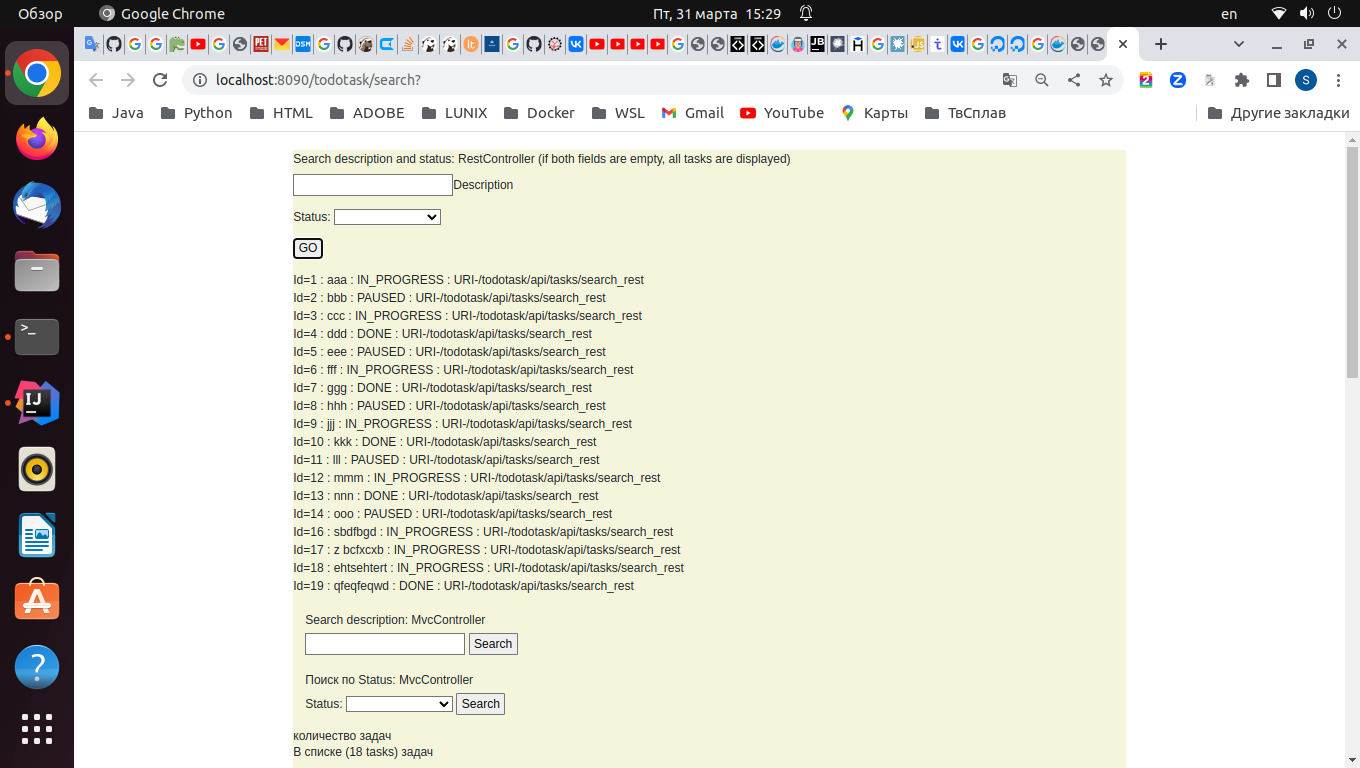 Обзор Google Chrome Пт, 31 марта 15:29 en
localhost:8090/todotask/search?
Java Python HTML ADOBE LUNIX Docker WSL Gmail YouTube Карты ТвСплав Другие закладки
Search description and status: RestController (if both fields are empty, all tasks are displayed)
Description
Status:
GO
Id=1 : aaa : IN_PROGRESS : URI-/todotask/api/tasks/search_rest
Id=2 : bbb : PAUSED : URI-/todotask/api/tasks/search_rest
Id=3 : ccc : IN_PROGRESS : URI-/todotask/api/tasks/search_rest
Id=4 : ddd : DONE : URI-/todotask/api/tasks/search_rest
Id=5 : eee : PAUSED : URI-/todotask/api/tasks/search_rest
Id=6 : fff : IN_PROGRESS : URI-/todotask/api/tasks/search_rest
Id=7 : ggg : DONE : URI-/todotask/api/tasks/search_rest
Id=8 : hhh : PAUSED : URI-/todotask/api/tasks/search_rest
Id=9 : jjj : IN_PROGRESS : URI-/todotask/api/tasks/search_rest
Id=10 : kkk : DONE : URI-/todotask/api/tasks/search_rest
Id=11 : lll : PAUSED : URI-/todotask/api/tasks/search_rest
Id=12 : mmm : IN_PROGRESS : URI-/todotask/api/tasks/search_rest
Id=13 : nnn : DONE : URI-/todotask/api/tasks/search_rest
Id=14 : ooo : PAUSED : URI-/todotask/api/tasks/search_rest
Id=16 : sbdfbgd : IN_PROGRESS : URI-/todotask/api/tasks/search_rest
Id=17 : z bcfxcxb : IN_PROGRESS : URI-/todotask/api/tasks/search_rest
Id=18 : ehtsehtert : IN_PROGRESS : URI-/todotask/api/tasks/search_rest
Id=19 : qfeqfeqwd : DONE : URI-/todotask/api/tasks/search_rest
Search description: MvcController
Search
Поиск по Status: MvcController
Status: Search
количество задач
В списке (18 tasks) задач